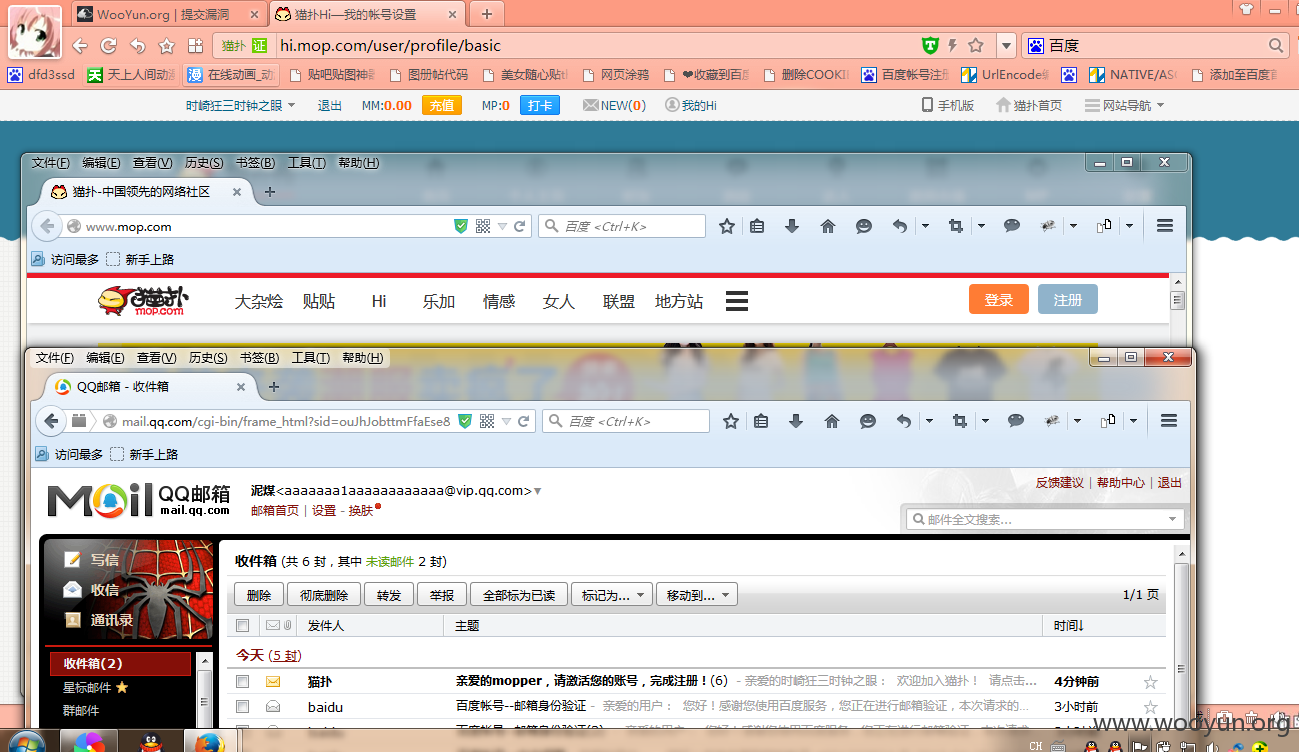 WooYun.org | 提交漏洞
猫扑Hi—我的帐号设置
猫扑 证 hi.mop.com/user/profile/basic
百度
dfd3ssd 天上人间动 在线动画_动 贴吧贴图神 图册帖代码 美女随心贴 网页涂鸦 ❤收藏到百 删除COOKI 百度帐号注 UrlEncode编 NATIVE/ASC 添加至百度
时崎狂三时钟之眼 退出 MM:0.00 充值 MP:0 打卡 NEW(0) 我的Hi 手机版 猫扑首页 网站导航
文件(F) 编辑(E) 查看(V) 历史(S) 书签(B) 工具(T) 帮助(H)
猫扑-中国领先的网络社区
www.mop.com 百度 <Ctrl+K>
访问最多 新手上路
猫扑 mop.com 大杂烩 贴贴 Hi 乐加 情感 女人 联盟 地方站 登录 注册
文件(F) 编辑(E) 查看(V) 历史(S) 书签(B) 工具(T) 帮助(H)
QQ邮箱 - 收件箱
mail.qq.com/cgi-bin/frame_html?sid=ouJhJobttmFfaEse8 百度 <Ctrl+K>
访问最多 新手上路
Mail QQ邮箱 mail.qq.com
泥煤<aaaaaaa1aaaaaaaaaaaa@vip.qq.com>
邮箱首页 | 设置 - 换肤
反馈建议 | 帮助中心 | 退出
邮件全文搜索...
写信
收信
通讯录
收件箱(2)
星标邮件
群邮件
收件箱 (共 6 封，其中 未读邮件 2 封)
删除 彻底删除 转发 举报 全部标为已读 标记为... 移动到... 1/1 页
发件人 主题 时间↓
今天 (5 封)
猫扑 亲爱的mopper，请激活您的账号，完成注册！(6) - 亲爱的时崎狂三时钟之眼： 欢迎加入猫扑！ 请点击... 4分钟前
baidu 百度帐号--邮箱身份验证 - 亲爱的用户： 您好！感谢您使用百度服务，您正在进行邮箱验证，本次请求的... 3小时前
www.wooyun.org
CH